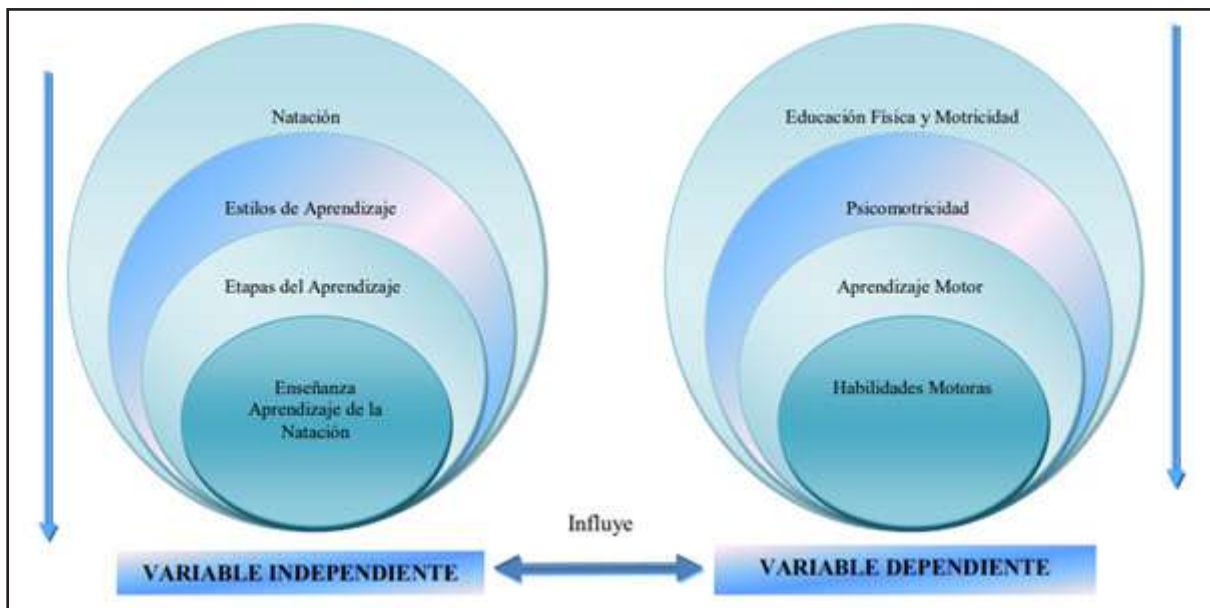 Natación
Estilos de Aprendizaje
Etapas del Aprendizaje
Enseñanza
Aprendizaje de la
Natación
VARIABLE INDEPENDIENTE
Influye
Educación Física y Motricidad
Psicomotricidad
Aprendizaje Motor
Habilidades Motoras
VARIABLE DEPENDIENTE